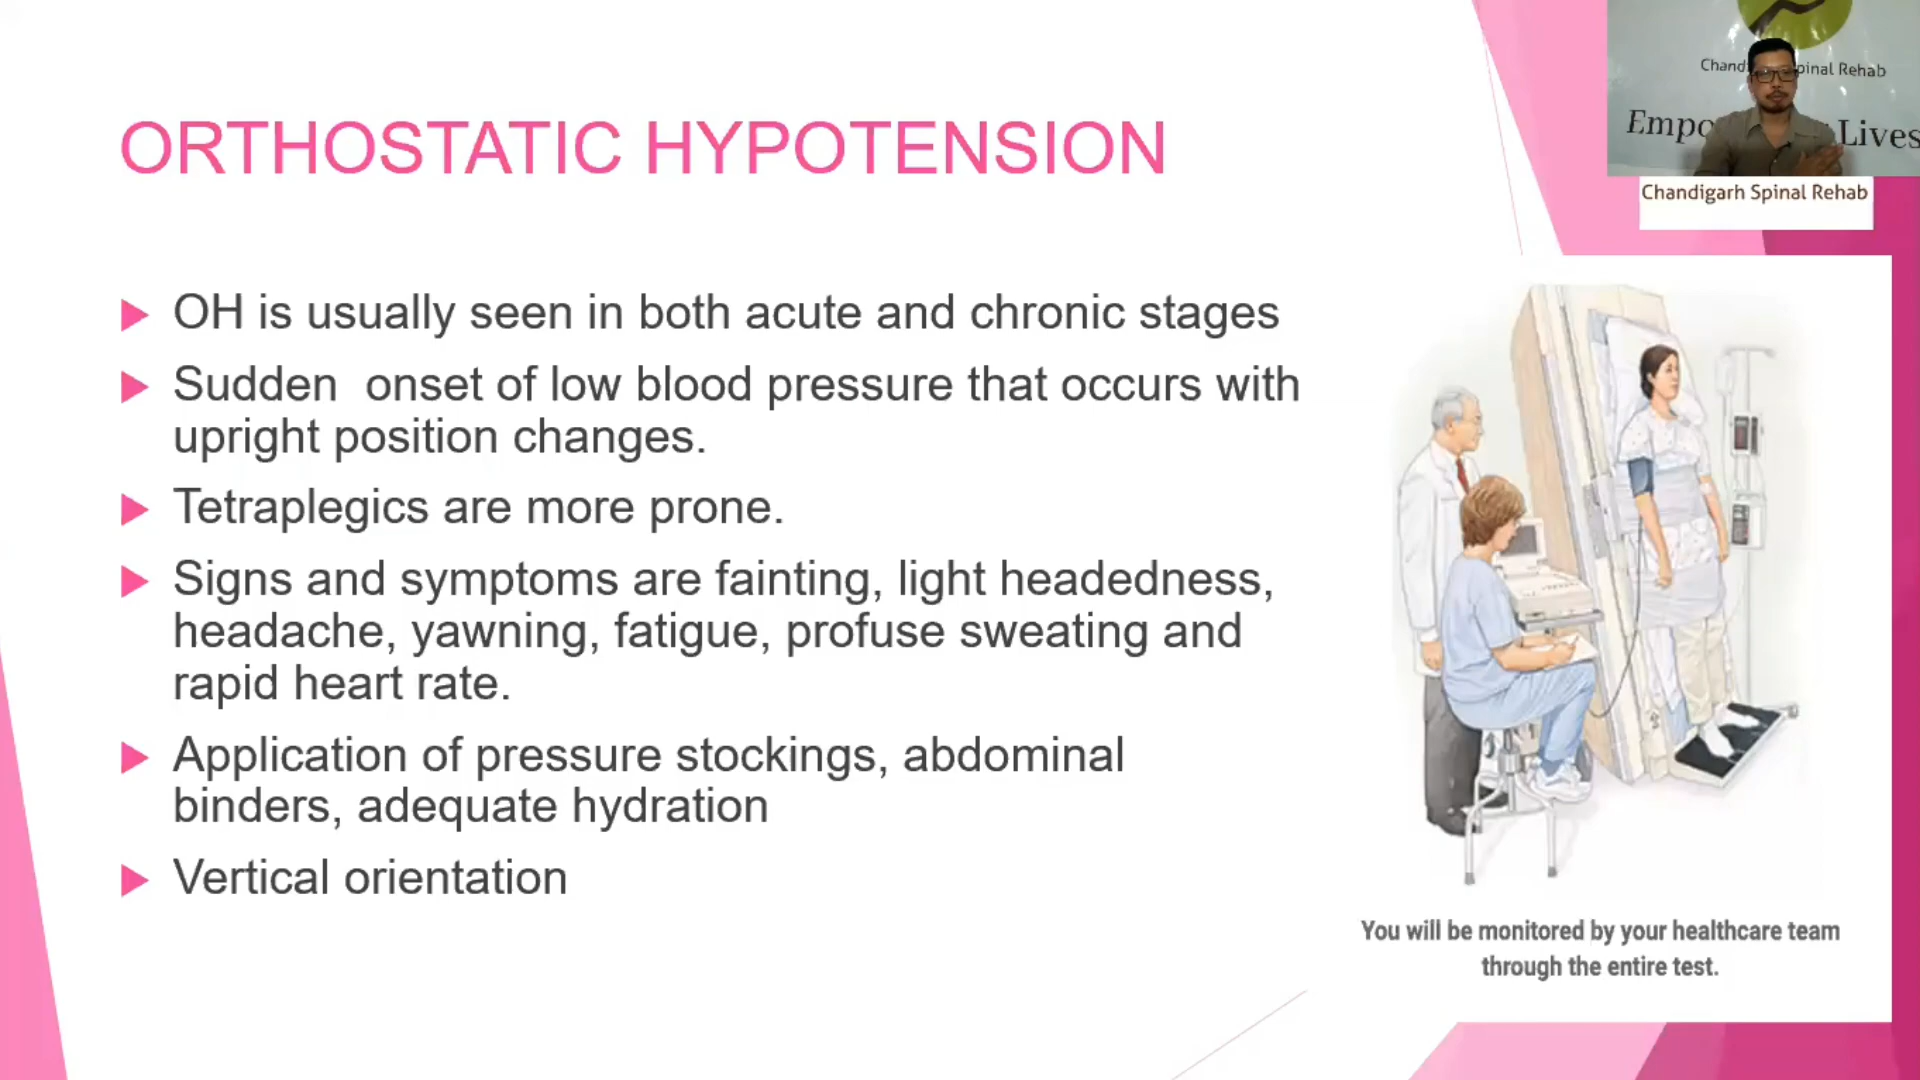 ORTHOSTATIC HYPOTENSION
OH is usually seen in both acute and chronic stages
Sudden onset of low blood pressure that occurs with
upright position changes.
Tetraplegics are more prone.
Signs and symptoms are fainting, light headedness,
headache, yawning, fatigue, profuse sweating and
rapid heart rate.
Application of pressure stockings, abdominal
binders, adequate hydration
Vertical orientation
Rehab
Lives
Chandigarh Spinal Rehab
You will be monitored by your healthcare team
through the entire test.